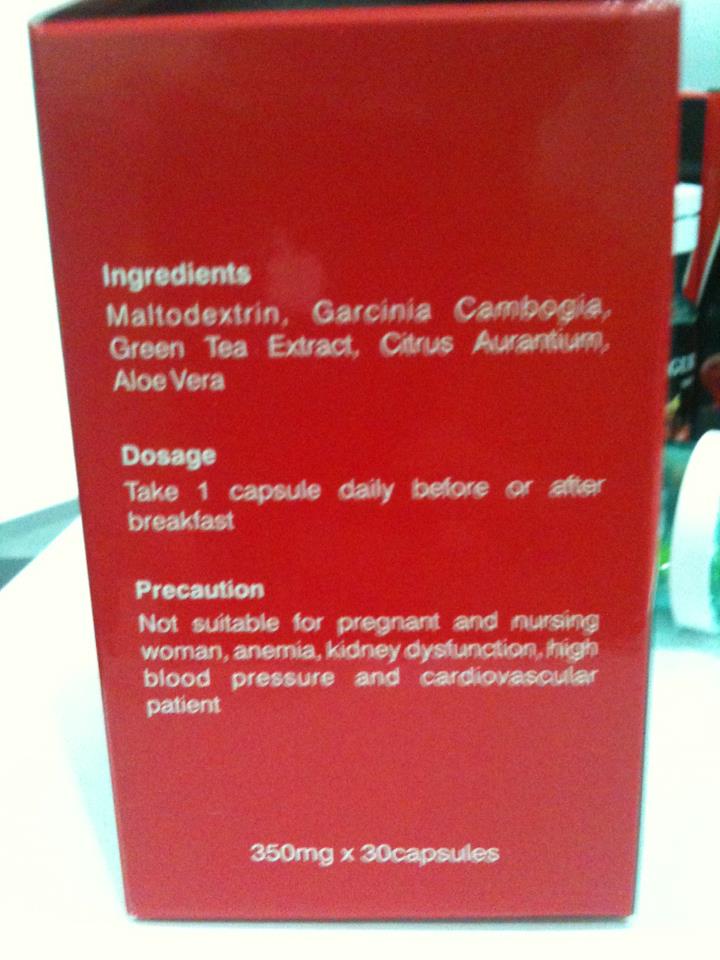 Ingredients
Maltodextrin, Garcinia Cambogia,
Green Tea Extract, Citrus Aurantium,
Aloe Vera
Dosage
Take 1 capsule daily before or after
breakfast
Precaution
Not suitable for pregnant and nursing
woman, anemia, kidney dysfunction, high
blood pressure and cardiovascular
patient
350mg x 30capsules